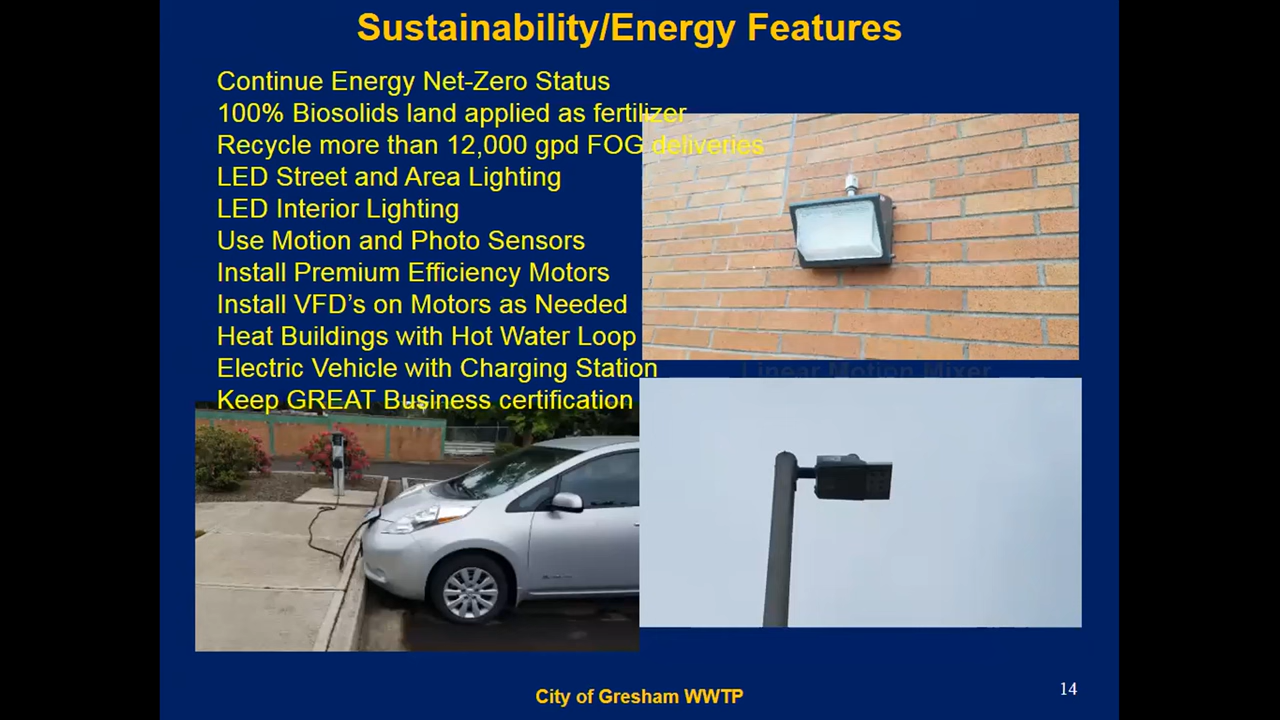 Sustainability/Energy Features
Continue Energy Net-Zero Status
100% Biosolids land applied as fertilizer
Recycle more than 12,000 gpd FOG deliveries
LED Street and Area Lighting
LED Interior Lighting
Use Motion and Photo Sensors
Install Premium Efficiency Motors
Install VFD's on Motors as Needed
Heat Buildings with Hot Water Loop
Electric Vehicle with Charging Station
Linear Motion Mixer
Keep GREAT Business certification
City of Gresham WWTP
14